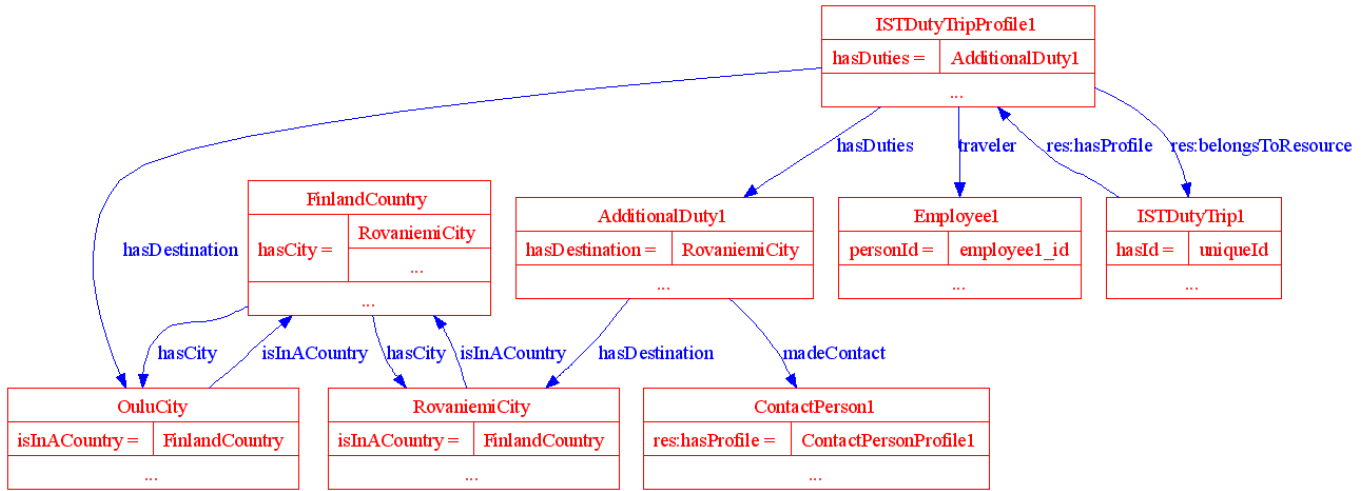 ISTDutyTripProfile1
hasDuties = AdditionalDuty1
...
hasDuties
traveler
res:hasProfile
res:belongsToResource
hasDestination
FinlandCountry
hasCity =
RovaniemiCity
...
...
AdditionalDuty1
hasDestination = RovaniemiCity
...
Employee1
personId = employee1_id
...
ISTDutyTrip1
hasId = uniqueId
...
hasCity
isInACountry
hasCity
isInACountry
hasDestination
madeContact
OuluCity
isInACountry = FinlandCountry
...
RovaniemiCity
isInACountry = FinlandCountry
...
ContactPerson1
res:hasProfile = ContactPersonProfile1
...